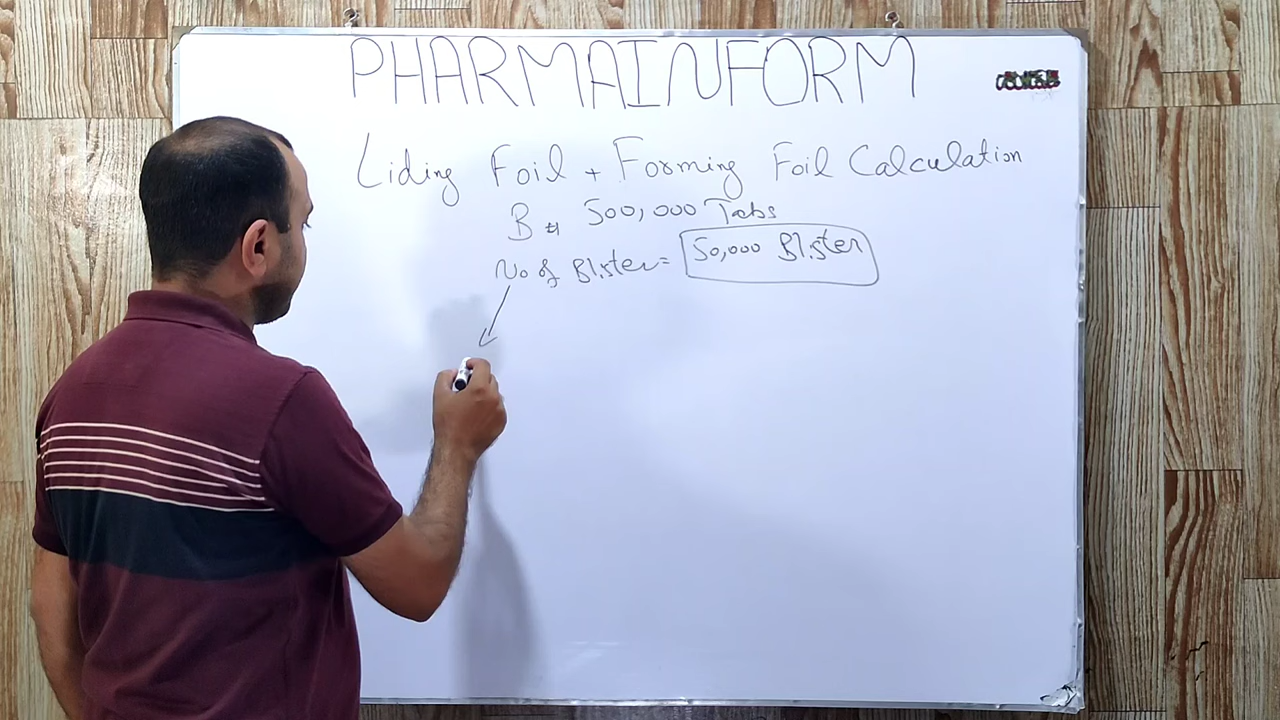 PHARMAINFORM
Liding Foil + Forming Foil Calculation
B # 500,000 Tabs
No of Blister = 50,000 Blister